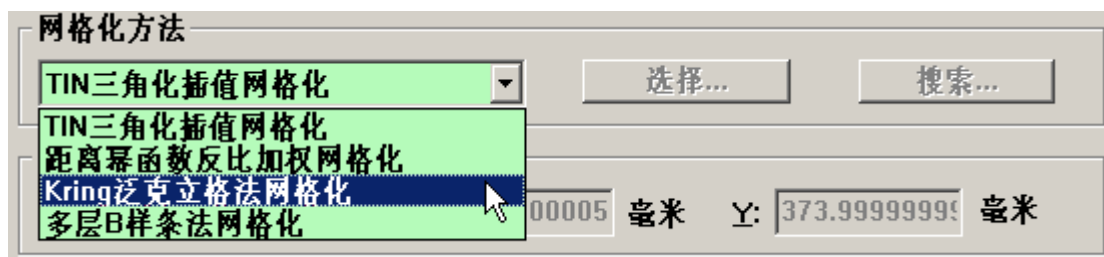 网格化方法
TIN三角化插值网格化 选择... 搜索...
TIN三角化插值网格化
距离幂函数反比加权网格化
Kring泛克立格法网格化
多层B样条法网格化
00005 毫米 Y: 373.9999999 毫米